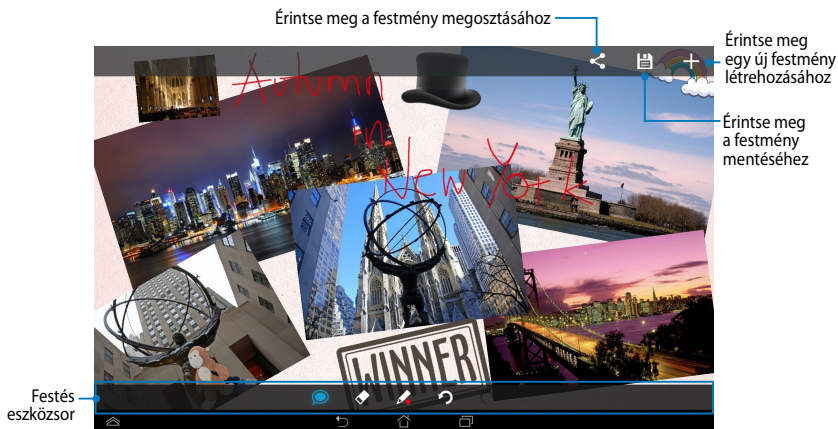 Érintse meg a festmény megosztásához
Érintse meg
egy új festmény
létrehozásához
Érintse meg
a festmény
mentéséhez
Autumn
in
New York
WINNER
Festés
eszközsor